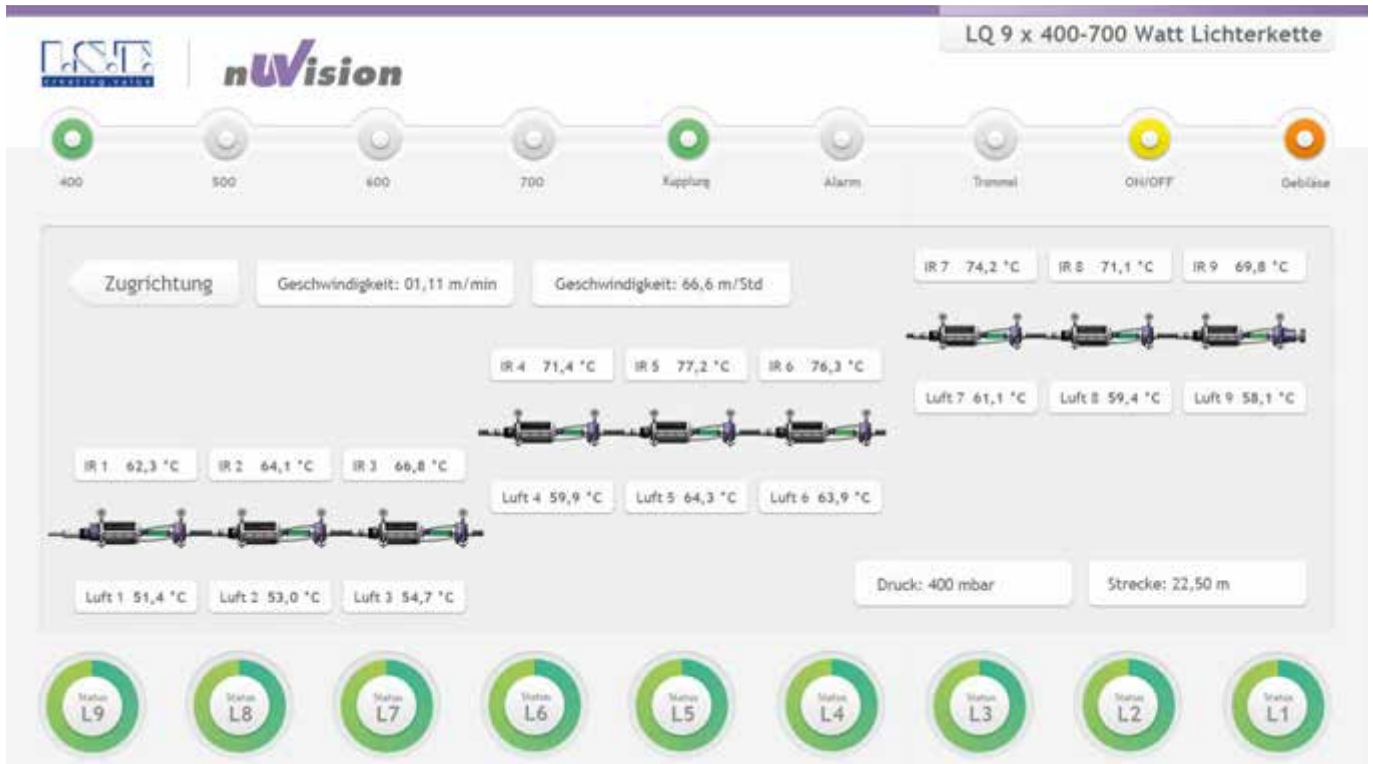 LQ 9 x 400-700 Watt Lichterkette
I.S.T.
creating.value
nuVision
400 500 600 700 Kupplung Alarm Trommel ON/OFF Gebläse
Zugrichtung
Geschwindigkeit: 01,11 m/min
Geschwindigkeit: 66,6 m/Std
IR 7 74,2 °C
IR 8 71,1 °C
IR 9 69,8 °C
IR 4 71,4 °C
IR 5 77,2 °C
IR 6 76,3 °C
Luft 7 61,1 °C
Luft 8 59,4 °C
Luft 9 58,1 °C
IR 1 62,3 °C
IR 2 64,1 °C
IR 3 66,8 °C
Luft 4 59,9 °C
Luft 5 64,3 °C
Luft 6 63,9 °C
Luft 1 51,4 °C
Luft 2 53,0 °C
Luft 3 54,7 °C
Druck: 400 mbar
Strecke: 22,50 m
Status
L9
Status
L8
Status
L7
Status
L6
Status
L5
Status
L4
Status
L3
Status
L2
Status
L1